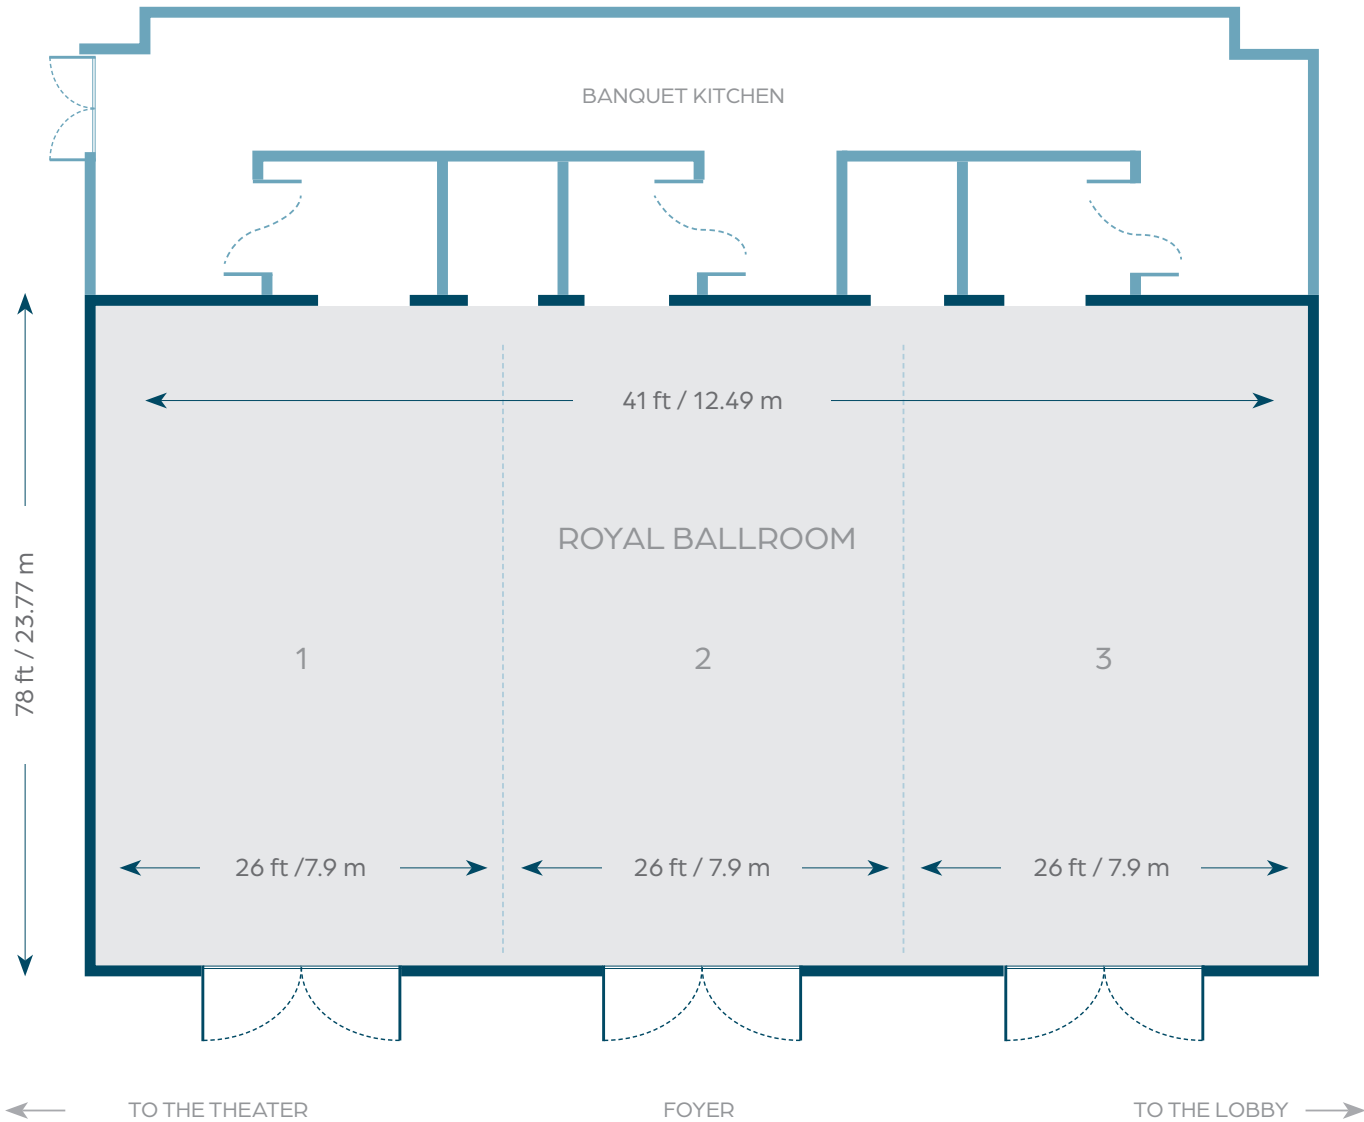 BANQUET KITCHEN
41 ft / 12.49 m
ROYAL BALLROOM
78 ft / 23.77 m
1
2
3
26 ft /7.9 m
26 ft / 7.9 m
26 ft / 7.9 m
TO THE THEATER
FOYER
TO THE LOBBY